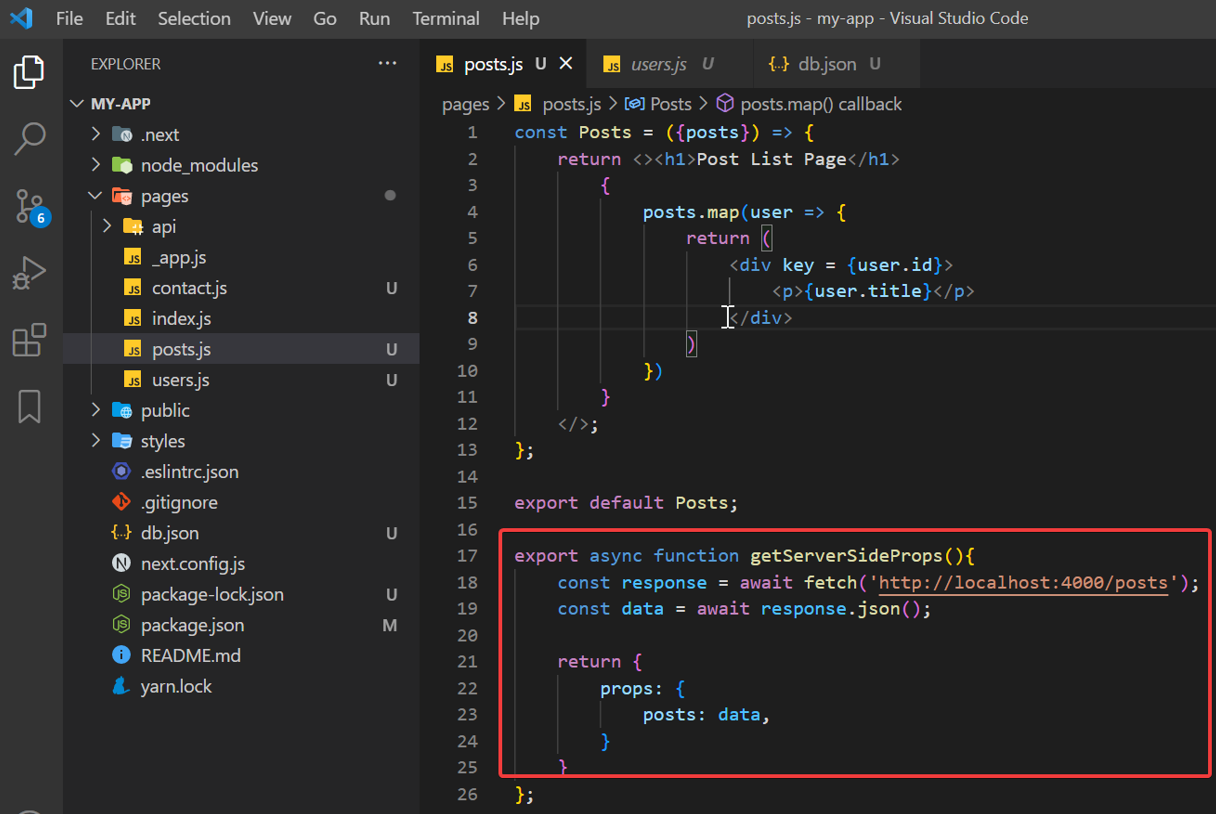 File Edit Selection View Go Run Terminal Help
posts.js - my-app - Visual Studio Code
EXPLORER
MY-APP
.next
node_modules
pages
api
_app.js
contact.js U
index.js
posts.js U
users.js U
public
styles
.eslintrc.json
.gitignore
db.json U
next.config.js
package-lock.json U
package.json M
README.md
yarn.lock
6
posts.js U
users.js U
db.json U
pages > posts.js > Posts > posts.map() callback
1 const Posts = ({posts}) => {
2 return <><h1>Post List Page</h1>
3 {
4 posts.map(user => {
5 return (
6 <div key = {user.id}>
7 <p>{user.title}</p>
8 </div>
9 )
10 })
11 }
12 </>;
13 };
14
15 export default Posts;
16
17 export async function getServerSideProps(){
18 const response = await fetch('http://localhost:4000/posts');
19 const data = await response.json();
20
21 return {
22 props: {
23 posts: data,
24 }
25 }
26 };